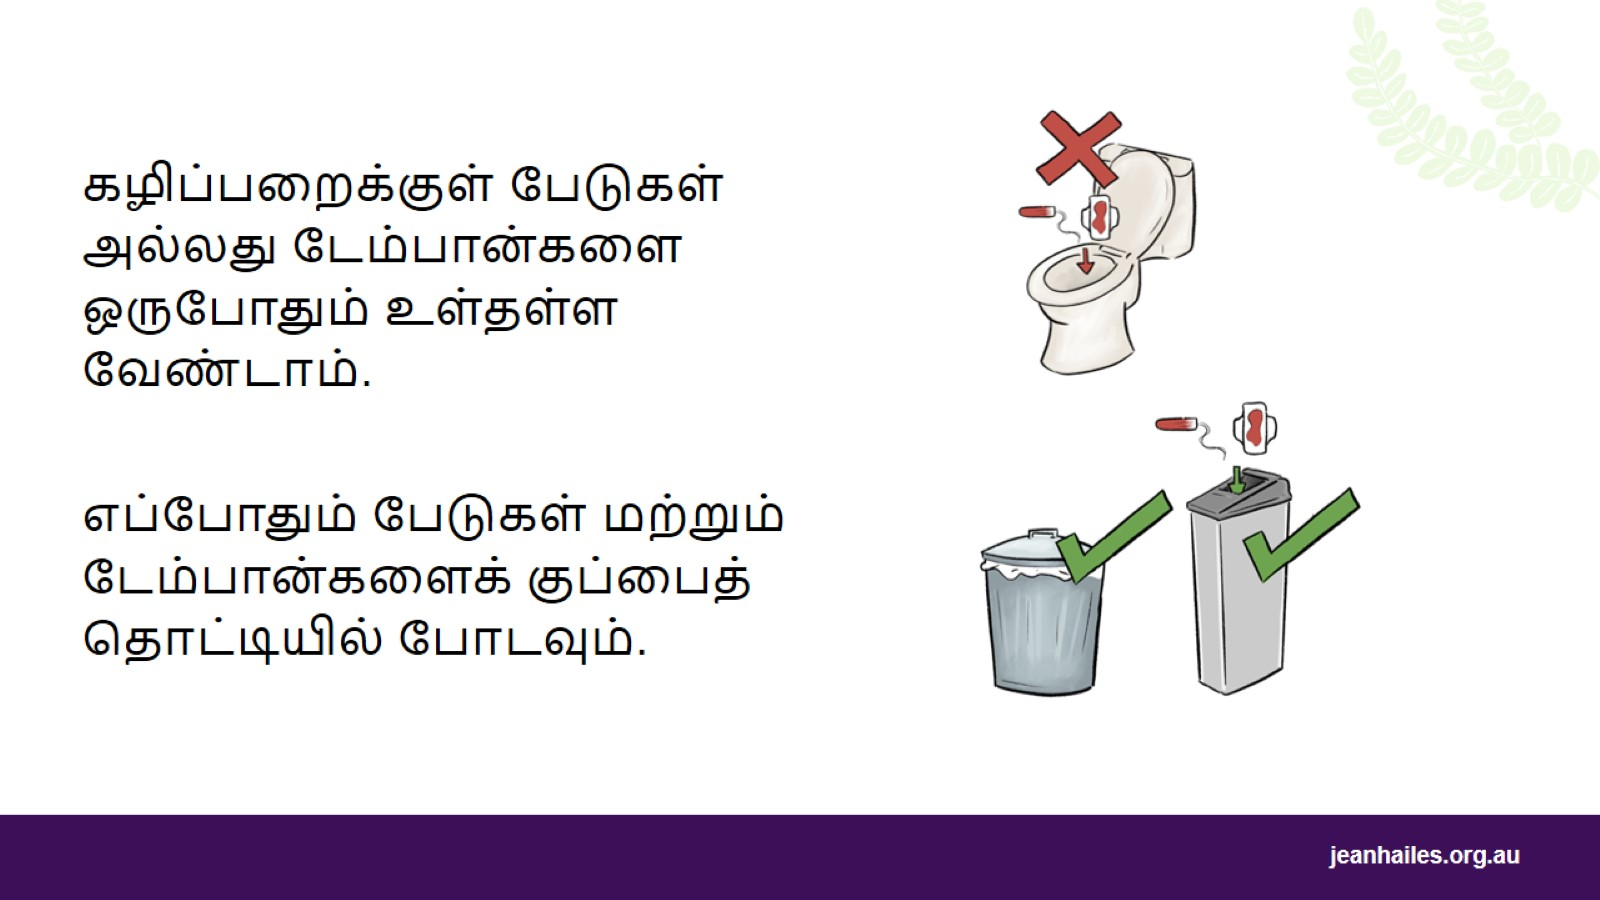 கழிப்பறைக்குள் பேடுகள்
அல்லது டேம்பான்களை
ஒருபோதும் உள்தள்ள
வேண்டாம்.
எப்போதும் பேடுகள் மற்றும்
டேம்பான்களைக் குப்பைத்
தொட்டியில் போடவும்.
jeanhailes.org.au